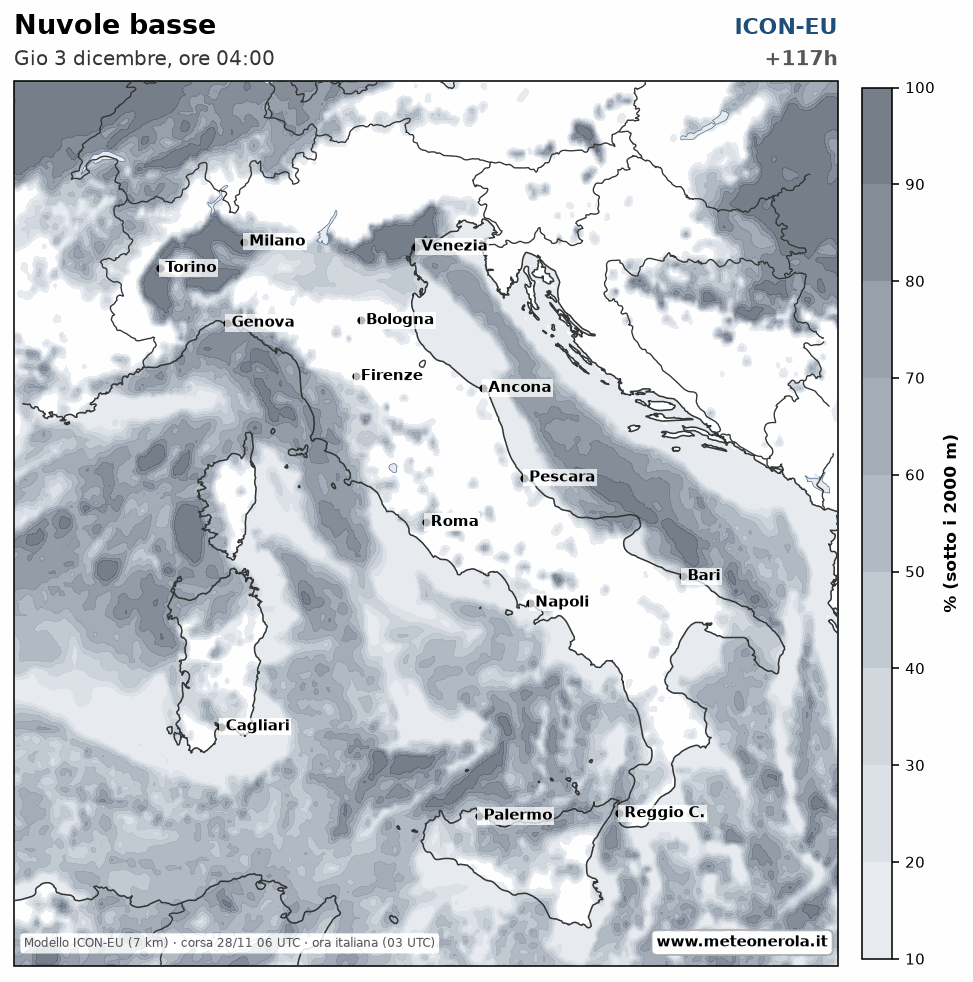 Nuvole basse
ICON-EU
Gio 3 dicembre, ore 04:00
+117h
Milano
Venezia
Torino
Genova
Bologna
Firenze
Ancona
Pescara
Roma
Bari
Napoli
Cagliari
Palermo
Reggio C.
100
90
80
70
60
50
40
30
20
10
% (sotto i 2000 m)
Modello ICON-EU (7 km) · corsa 28/11 06 UTC · ora italiana (03 UTC)
www.meteonerola.it